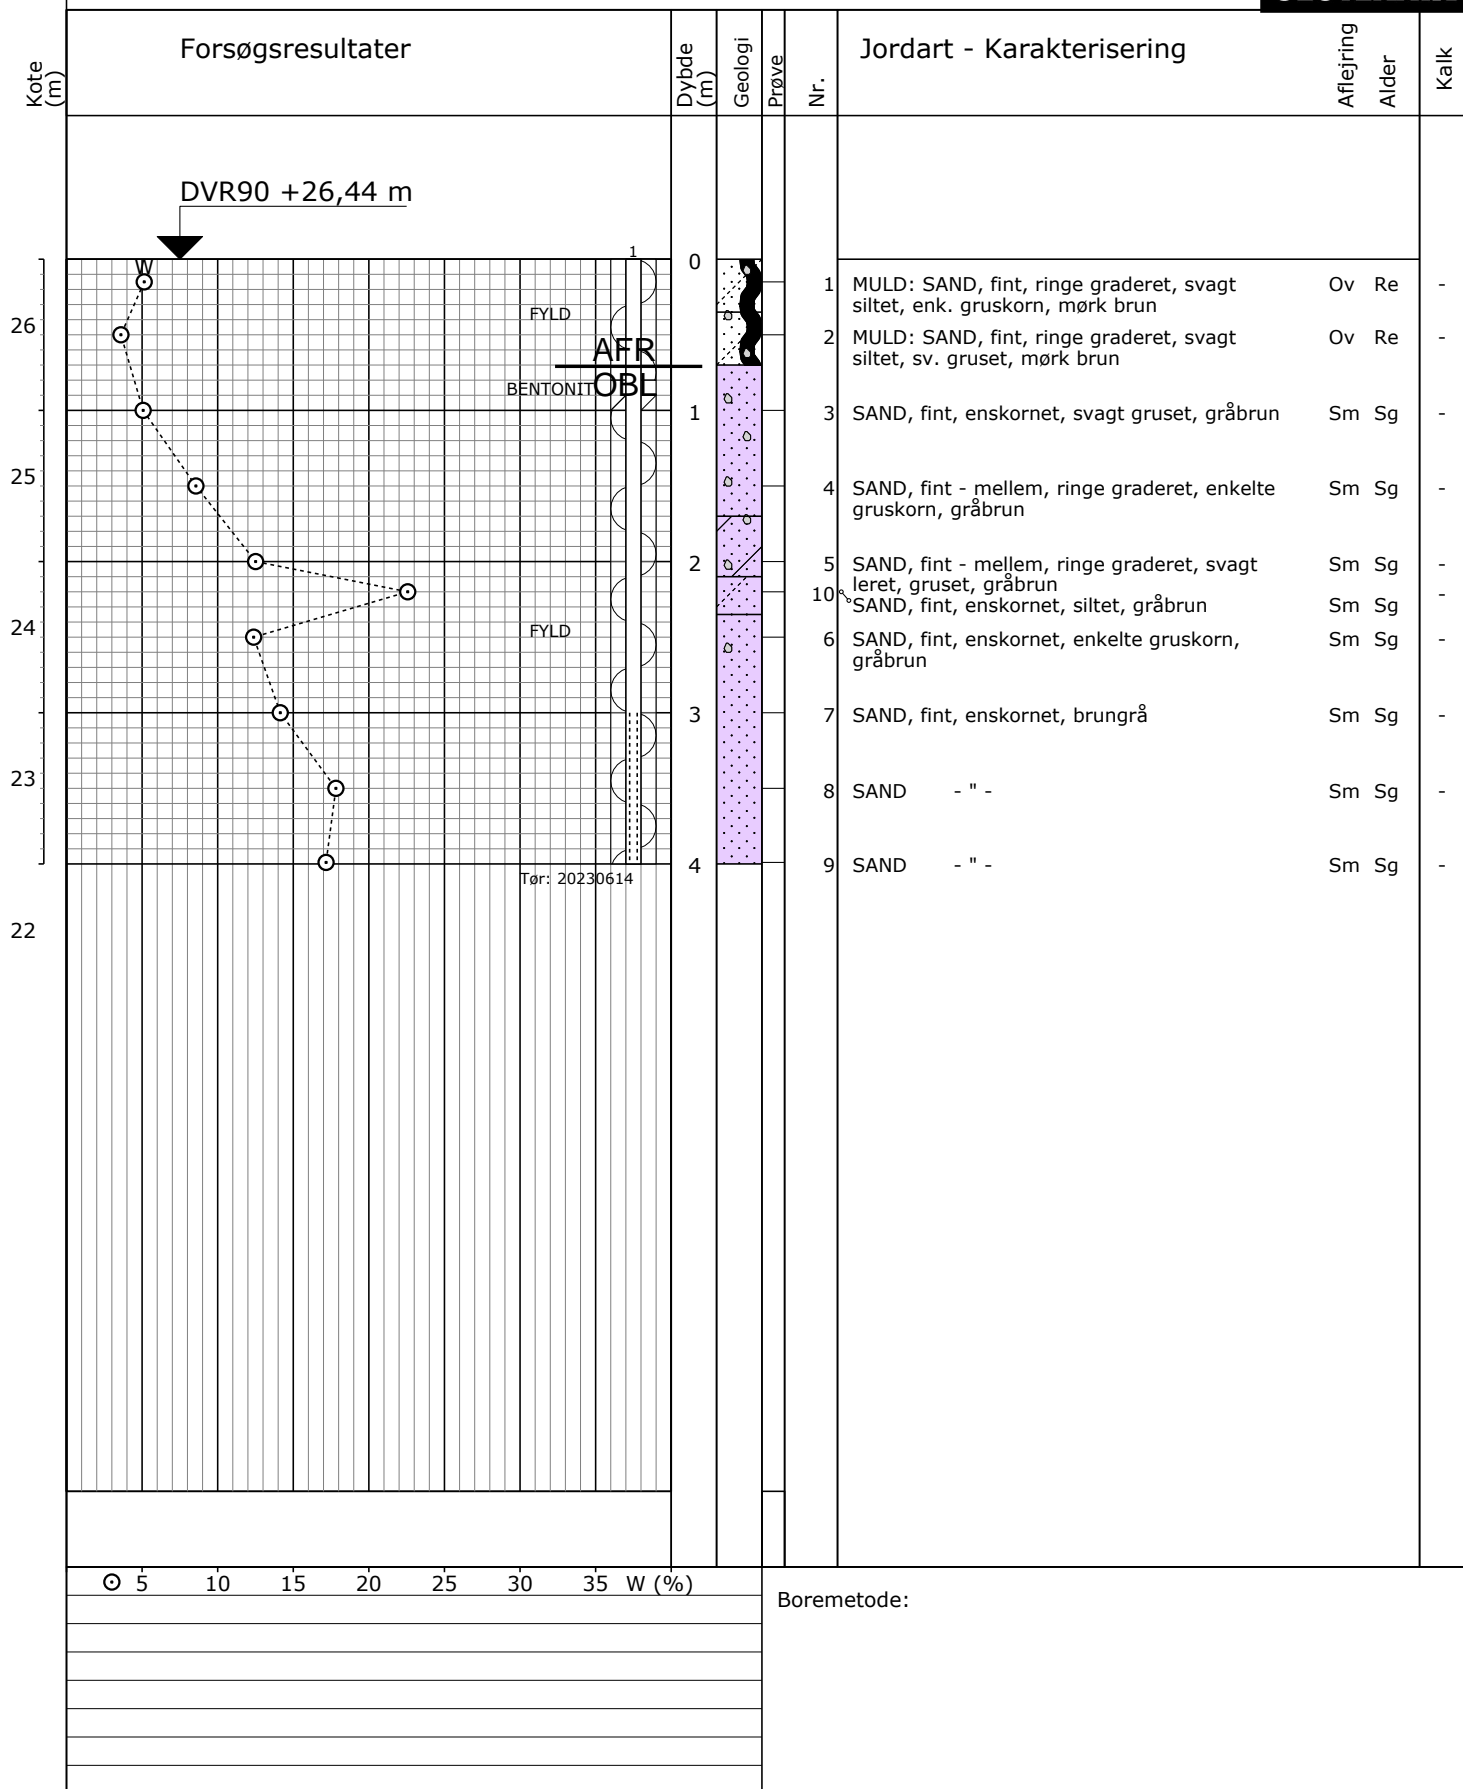 Kote
(m)
Forsøgsresultater
Dybde
(m)
Geologi
Prøve
Nr.
Jordart - Karakterisering
Aflejring
Alder
Kalk
DVR90 +26,44 m
W
1
0
1 MULD: SAND, fint, ringe graderet, svagt Ov Re -
siltet, enk. gruskorn, mørk brun
26
FYLD
2 MULD: SAND, fint, ringe graderet, svagt Ov Re -
siltet, sv. gruset, mørk brun
AFR
BENTONIT OBL
1
3 SAND, fint, enskornet, svagt gruset, gråbrun Sm Sg -
25
4 SAND, fint - mellem, ringe graderet, enkelte Sm Sg -
gruskorn, gråbrun
2
5 SAND, fint - mellem, ringe graderet, svagt Sm Sg -
leret, gruset, gråbrun
10 SAND, fint, enskornet, siltet, gråbrun Sm Sg -
24
FYLD
6 SAND, fint, enskornet, enkelte gruskorn, Sm Sg -
gråbrun
3
7 SAND, fint, enskornet, brungrå Sm Sg -
23
8 SAND - " - Sm Sg -
4
9 SAND - " - Sm Sg -
Tør: 20230614
22
5 10 15 20 25 30 35 W (%)
Boremetode: